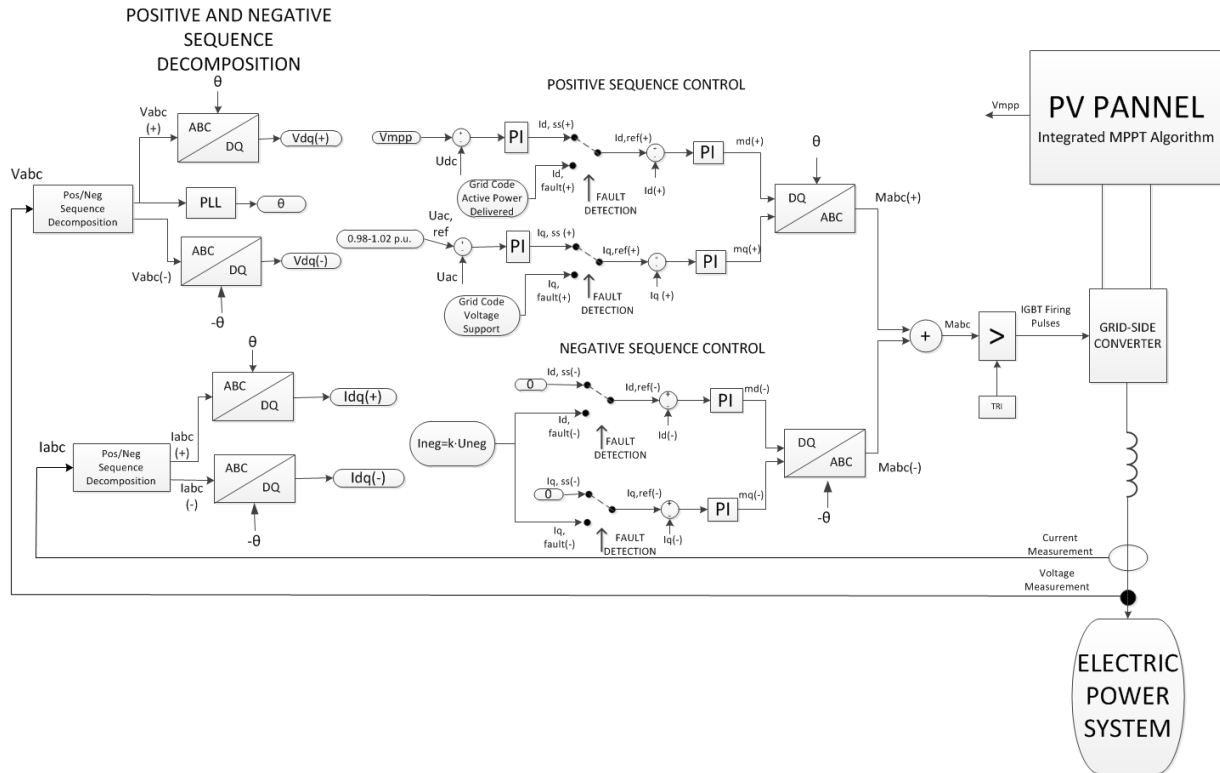 POSITIVE AND NEGATIVE
SEQUENCE
DECOMPOSITION
θ
Vabc
(+)
ABC
DQ
Vdq(+)
Vabc
Pos/Neg
Sequence
Decomposition
PLL
θ
ABC
DQ
Vdq(-)
Vabc(-)
-θ
θ
ABC
DQ
Idq(+)
Iabc
Pos/Neg
Sequence
Decomposition
Iabc
(+)
Iabc
(-)
ABC
DQ
Idq(-)
-θ
POSITIVE SEQUENCE CONTROL
Vmpp
+
-
Udc
PI
Id, ss(+)
Id,
fault(+)
Grid Code
Active Power
Delivered
FAULT
DETECTION
Id,ref(+)
Id(+)
PI
md(+)
0.98-1.02 p.u.
Uac,
ref
Uac
PI
Iq, ss (+)
Iq,
fault(+)
Grid Code
Voltage
Support
FAULT
DETECTION
Iq,ref(+)
Iq (+)
PI
mq(+)
θ
DQ
ABC
Mabc(+)
NEGATIVE SEQUENCE CONTROL
0
Id, ss(-)
Id,
fault(-)
FAULT
DETECTION
Id,ref(-)
+
-
Id(-)
PI
md(-)
Ineg=k·Uneg
0
Iq, ss(-)
Iq,
fault(-)
FAULT
DETECTION
Iq,ref(-)
+
-
Iq(-)
PI
mq(-)
DQ
ABC
-θ
Mabc(-)
+
Mabc
>
TRI
IGBT Firing
Pulses
Vmpp
PV PANNEL
Integrated MPPT Algorithm
GRID-SIDE
CONVERTER
Current
Measurement
Voltage
Measurement
ELECTRIC
POWER
SYSTEM